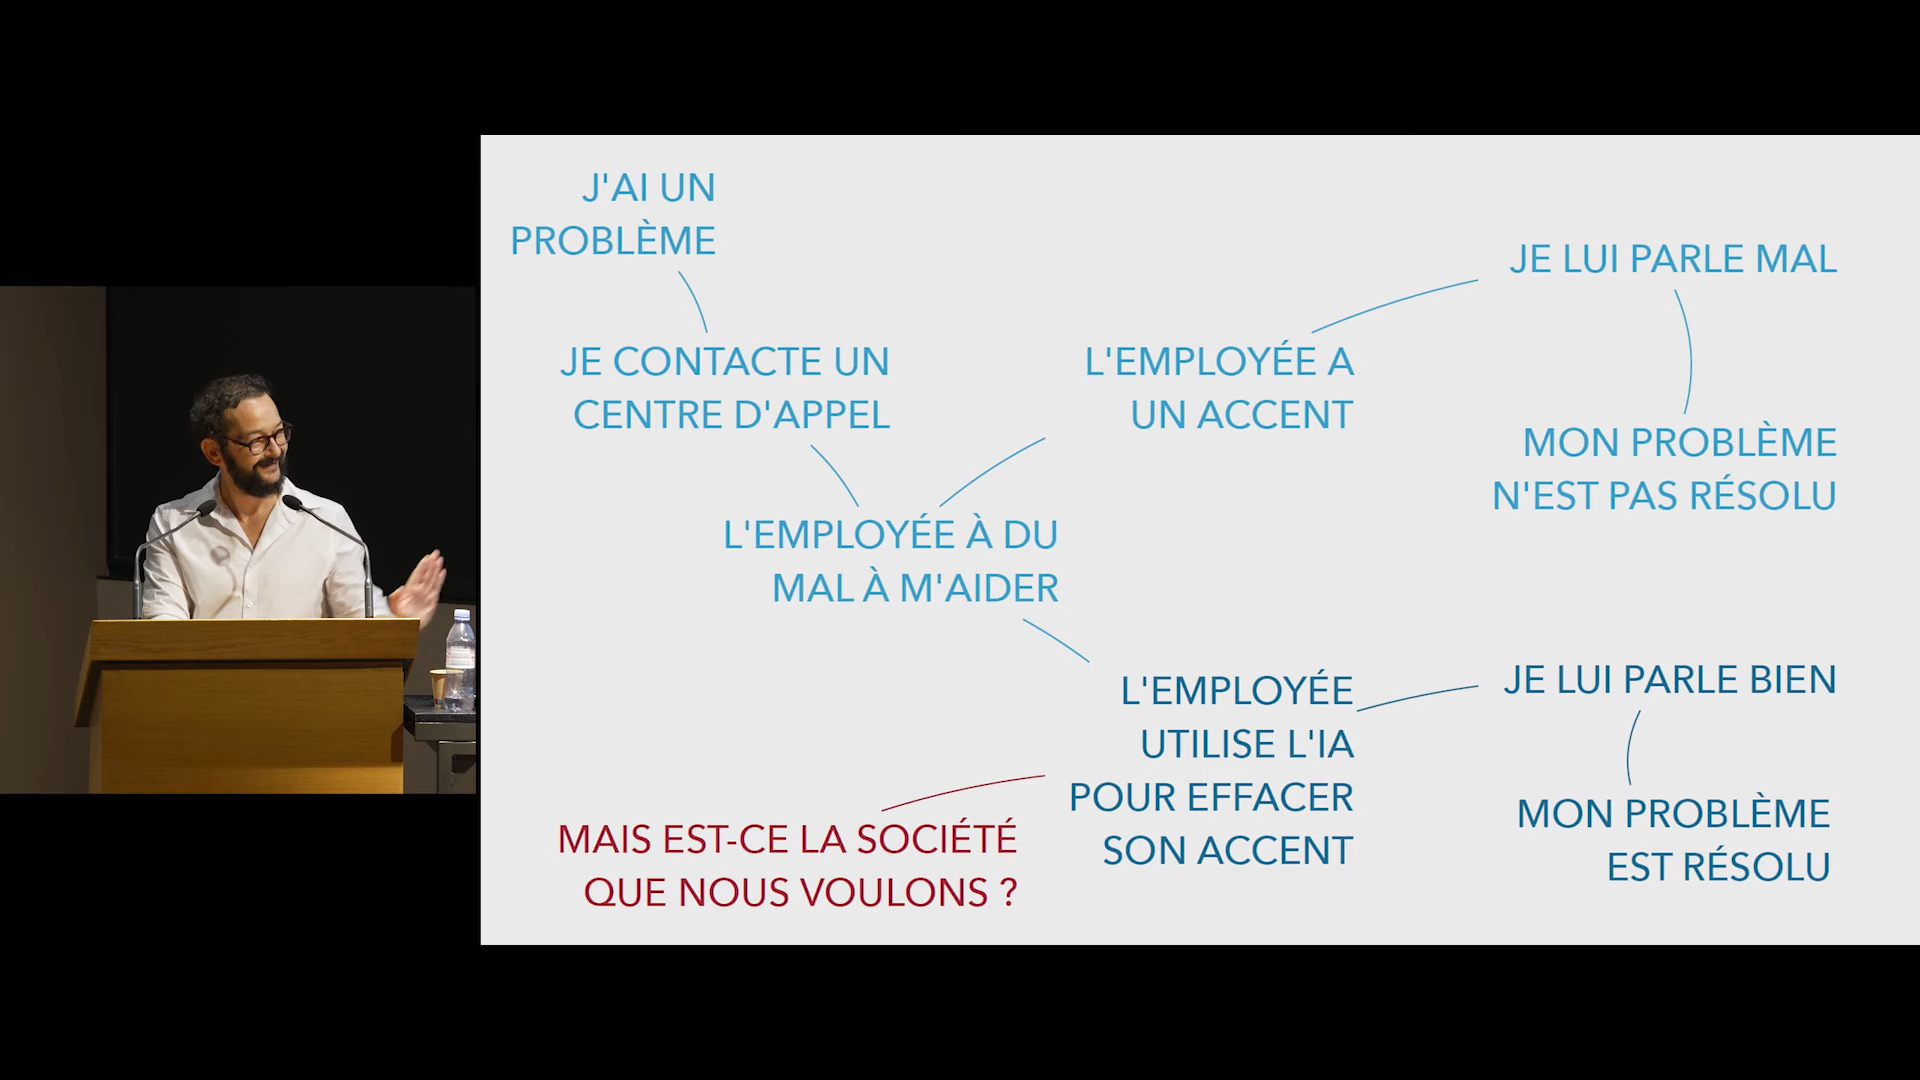 J'AI UN
PROBLÈME
JE CONTACTE UN
CENTRE D'APPEL
L'EMPLOYÉE À DU
MAL À M'AIDER
L'EMPLOYÉE A
UN ACCENT
JE LUI PARLE MAL
MON PROBLÈME
N'EST PAS RÉSOLU
L'EMPLOYÉE
UTILISE L'IA
POUR EFFACER
SON ACCENT
JE LUI PARLE BIEN
MON PROBLÈME
EST RÉSOLU
MAIS EST-CE LA SOCIÉTÉ
QUE NOUS VOULONS ?